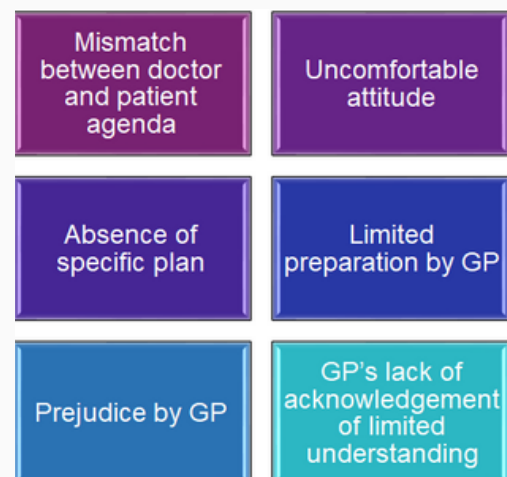 Mismatch
between doctor
and patient
agenda
Uncomfortable
attitude
Absence of
specific plan
Limited
preparation by GP
Prejudice by GP
GP's lack of
acknowledgement
of limited
understanding